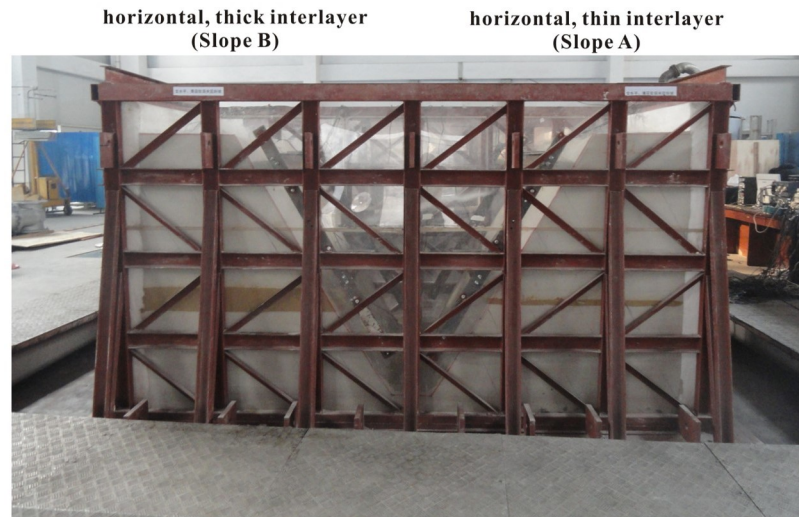 horizontal, thick interlayer
(Slope B)
horizontal, thin interlayer
(Slope A)